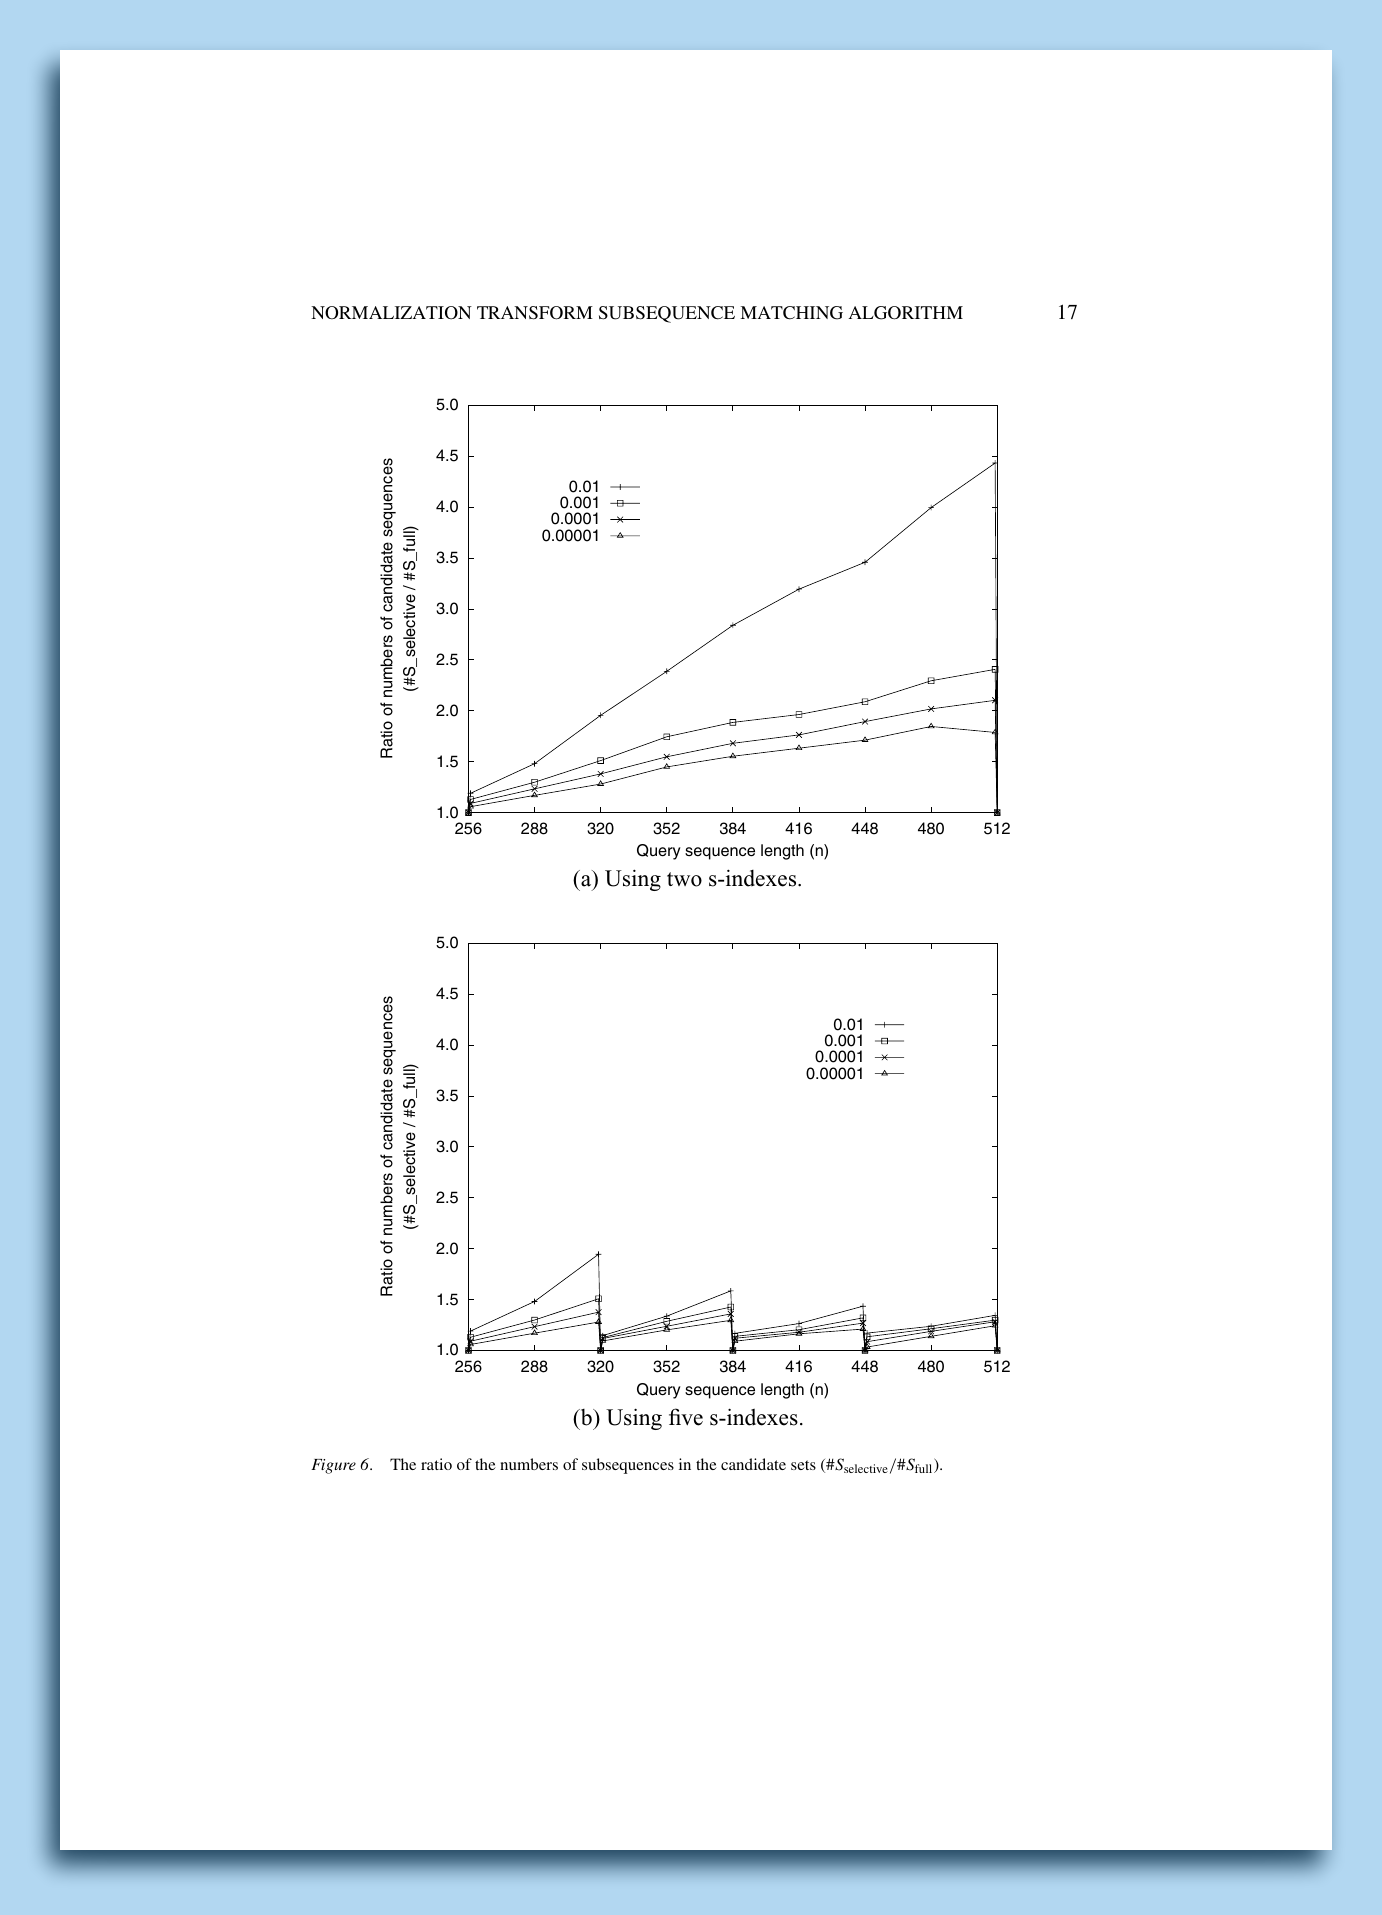 NORMALIZATION TRANSFORM SUBSEQUENCE MATCHING ALGORITHM 17
5.0
4.5
4.0
3.5
3.0
2.5
2.0
1.5
1.0
Ratio of numbers of candidate sequences
(#S_selective / #S_full)
0.01
0.001
0.0001
0.00001
256 288 320 352 384 416 448 480 512
Query sequence length (n)
(a) Using two s-indexes.
5.0
4.5
4.0
3.5
3.0
2.5
2.0
1.5
1.0
Ratio of numbers of candidate sequences
(#S_selective / #S_full)
0.01
0.001
0.0001
0.00001
256 288 320 352 384 416 448 480 512
Query sequence length (n)
(b) Using five s-indexes.
Figure 6. The ratio of the numbers of subsequences in the candidate sets (#Sselective/#Sfull).